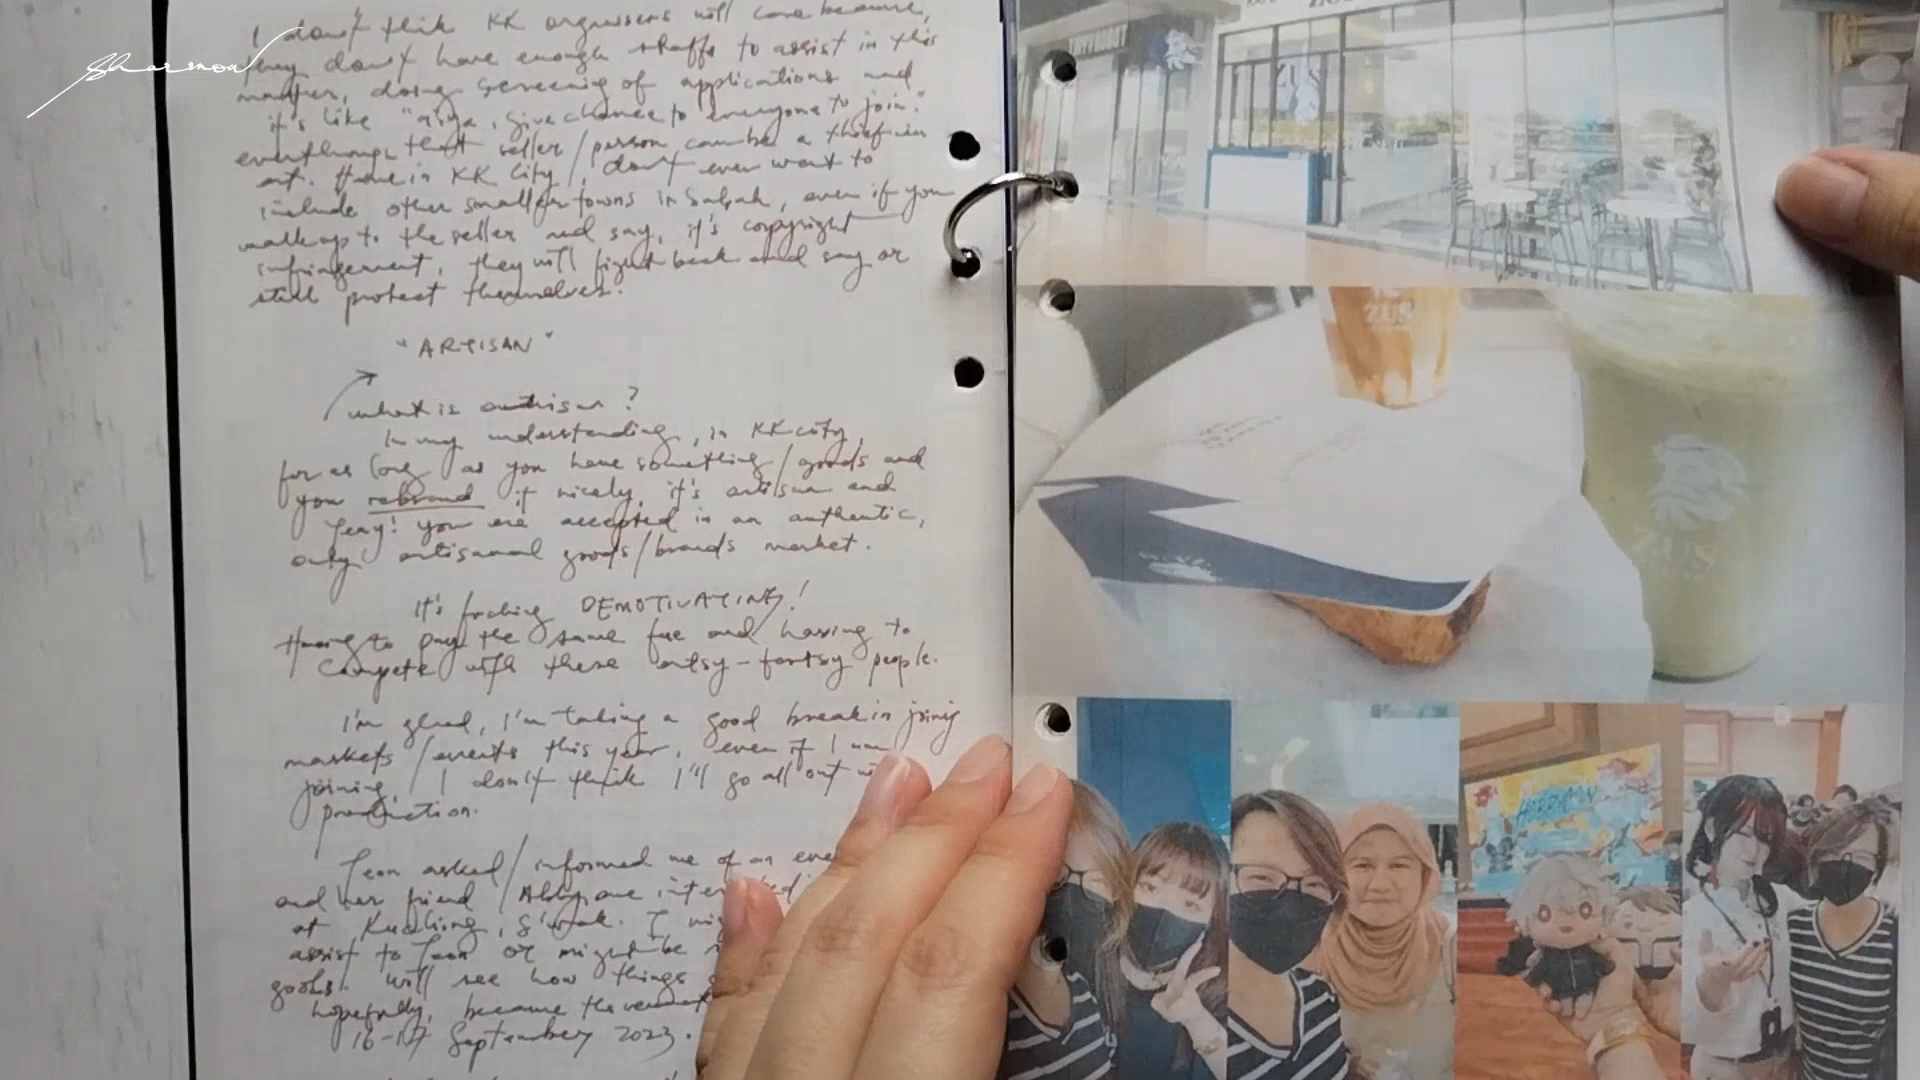 Sharmow
I don't think KK organisers will care because,
they don't have enough staffs to assist in this
matter, doing screening of applications and
it's like "aiya, give chance to everyone to join."
eventhough that seller/person can be a thief in
art. Here in KK City, don't even want to
include other smaller towns in Sabah, even if you
walk up to the seller and say, it's copyright
infringement, they will fight back and say or
still protect themselves.
"ARTISAN"
what is artisan?
In my understanding, in KK city,
for as long as you have something/goods and
you rebrand it nicely, it's artisan and
Yeay! you are accepted in an authentic,
only artisanal goods/brands market.
It's fucking DEMOTIVATING!
Having to pay the same fee and having to
compete with these artsy-fartsy people.
I'm glad, I'm taking a good break in joining
markets/events this year, even if I am
joining, I don't think I'll go all out
production.
Jeon asked/informed me of an
and her friend/Abby are
at Kuching, S'wak. I
assist to Jeon or might be
goods. Will see how things
hopefully, because the
16-17 September 2023.
ZUS
ZUS